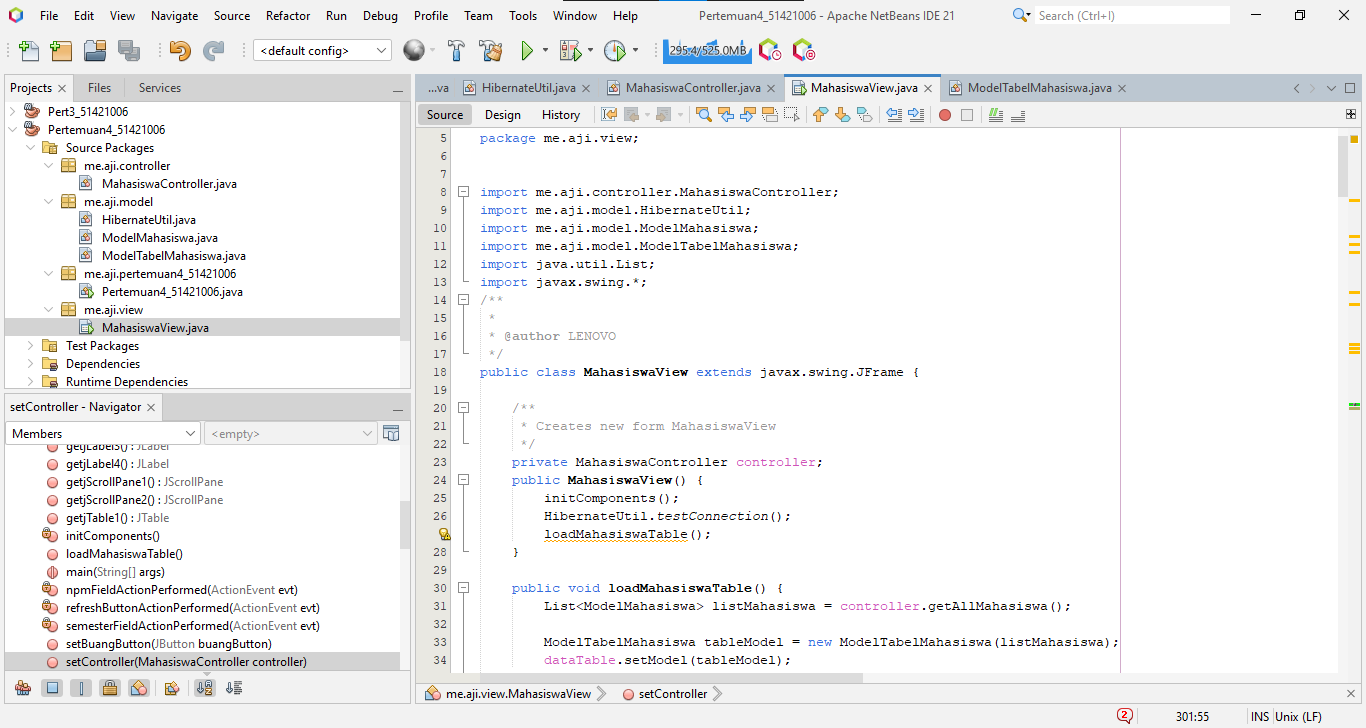 File Edit View Navigate Source Refactor Run Debug Profile Team Tools Window Help
Pertemuan4_51421006 - Apache NetBeans IDE 21
Search (Ctrl+I)
<default config>
295.4/525.0MB
Projects Files Services
Pert3_51421006
Pertemuan4_51421006
Source Packages
me.aji.controller
MahasiswaController.java
me.aji.model
HibernateUtil.java
ModelMahasiswa.java
ModelTabelMahasiswa.java
me.aji.pertemuan4_51421006
Pertemuan4_51421006.java
me.aji.view
MahasiswaView.java
Test Packages
Dependencies
Runtime Dependencies
setController - Navigator
Members
<empty>
getjLabel3() : JLabel
getjLabel4() : JLabel
getjScrollPane1() : JScrollPane
getjScrollPane2() : JScrollPane
getjTable1() : JTable
initComponents()
loadMahasiswaTable()
main(String[] args)
npmFieldActionPerformed(ActionEvent evt)
refreshButtonActionPerformed(ActionEvent evt)
semesterFieldActionPerformed(ActionEvent evt)
setBuangButton(JButton buangButton)
setController(MahasiswaController controller)
...va HibernateUtil.java MahasiswaController.java MahasiswaView.java ModelTabelMahasiswa.java
Source Design History
5 package me.aji.view;
6
7
8 import me.aji.controller.MahasiswaController;
9 import me.aji.model.HibernateUtil;
10 import me.aji.model.ModelMahasiswa;
11 import me.aji.model.ModelTabelMahasiswa;
12 import java.util.List;
13 import javax.swing.*;
14 /**
15 *
16 * @author LENOVO
17 */
18 public class MahasiswaView extends javax.swing.JFrame {
19
20 /**
21 * Creates new form MahasiswaView
22 */
23 private MahasiswaController controller;
24 public MahasiswaView() {
25 initComponents();
26 HibernateUtil.testConnection();
loadMahasiswaTable();
28 }
29
30 public void loadMahasiswaTable() {
31 List<ModelMahasiswa> listMahasiswa = controller.getAllMahasiswa();
32
33 ModelTabelMahasiswa tableModel = new ModelTabelMahasiswa(listMahasiswa);
34 dataTable.setModel(tableModel);
me.aji.view.MahasiswaView setController
2 301:55 INS Unix (LF)